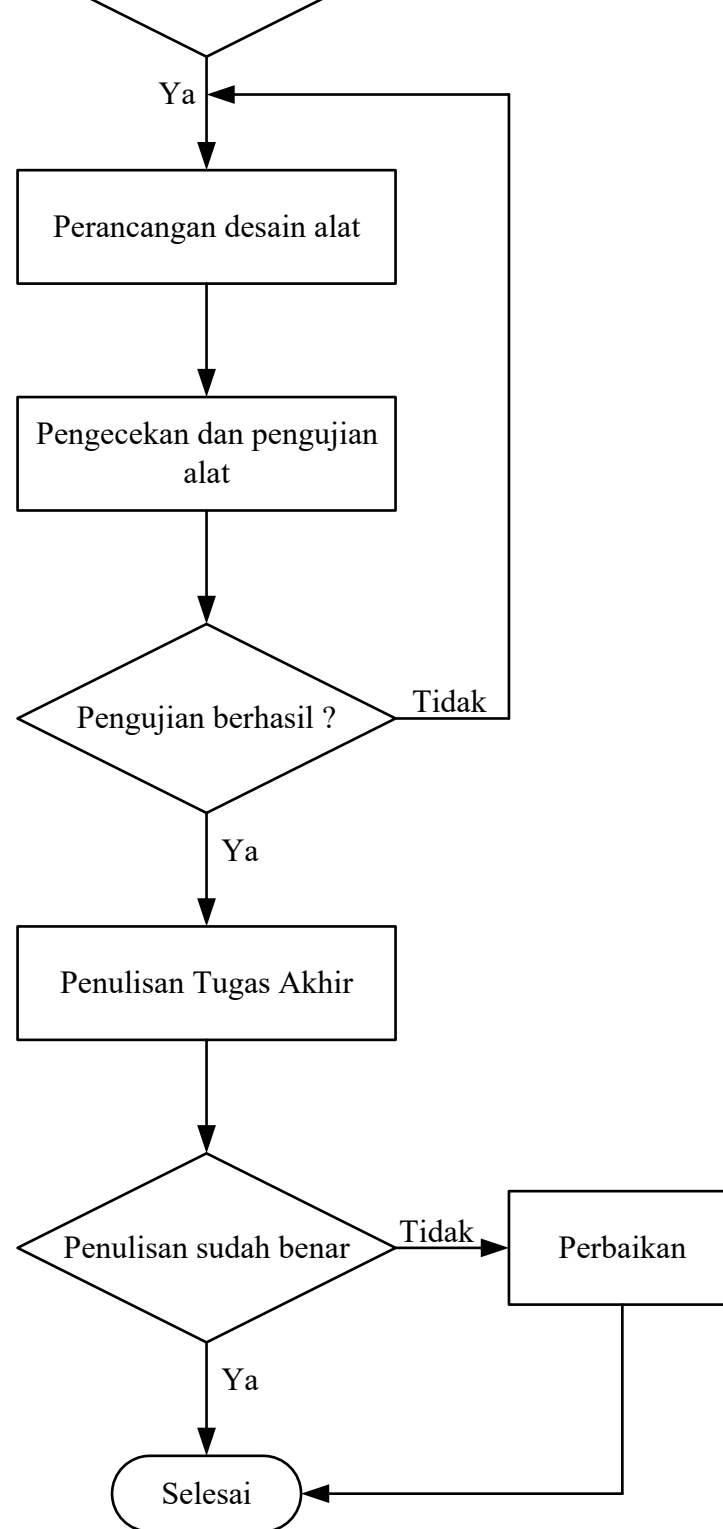 Ya
Perancangan desain alat
Pengecekan dan pengujian
alat
Pengujian berhasil ?
Tidak
Ya
Penulisan Tugas Akhir
Penulisan sudah benar
Tidak
Perbaikan
Ya
Selesai